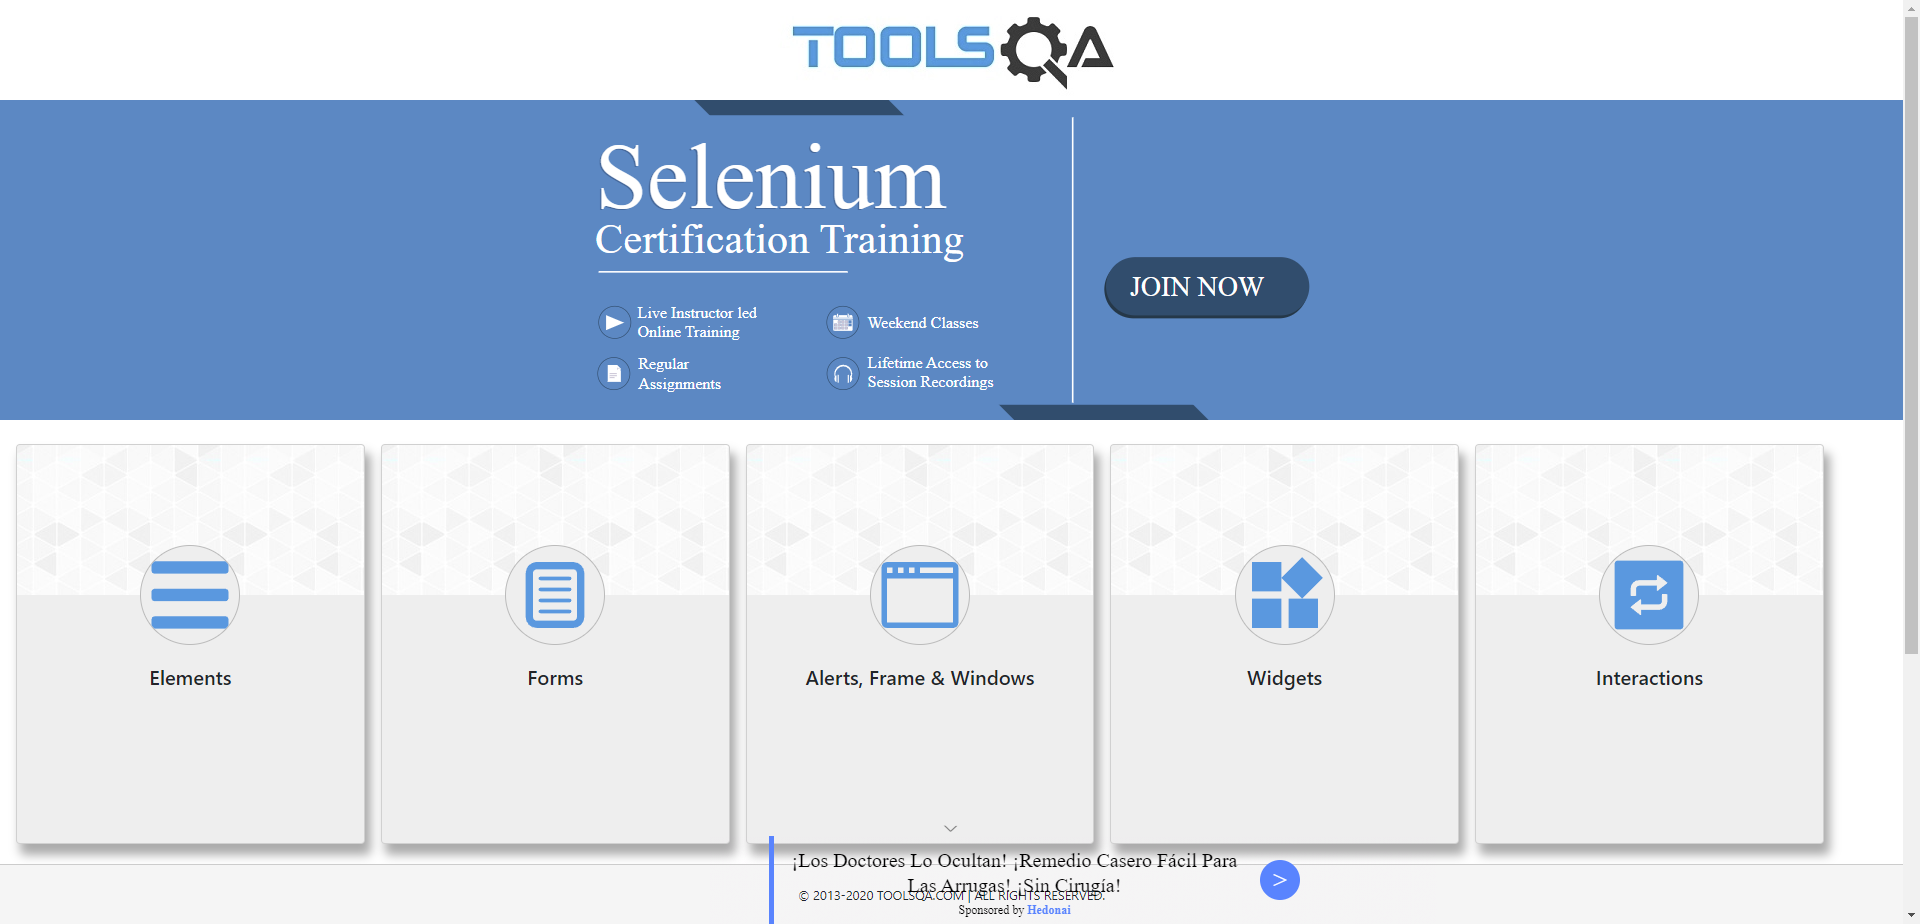 TOOLSQA
Selenium
Certification Training
JOIN NOW
Live Instructor led
Online Training
Weekend Classes
Regular
Assignments
Lifetime Access to
Session Recordings
Elements
Forms
Alerts, Frame & Windows
Widgets
Interactions
¡Los Doctores Lo Ocultan! ¡Remedio Casero Fácil Para
Las Arrugas! ¡Sin Cirugía!
>
© 2013-2020 TOOLSQA.COM | ALL RIGHTS RESERVED.
Sponsored by Hedonai